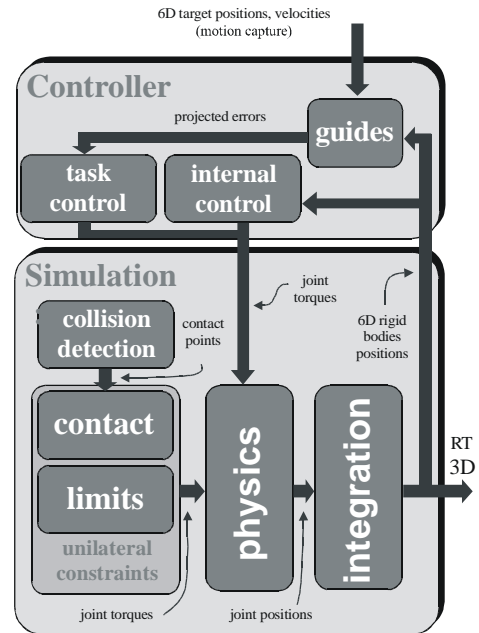 6D target positions, velocities
(motion capture)
Controller
projected errors
guides
task
control
internal
control
Simulation
joint
torques
6D rigid
bodies
positions
collision
detection
contact
points
contact
limits
unilateral
constraints
physics
integration
RT
3D
joint torques
joint positions